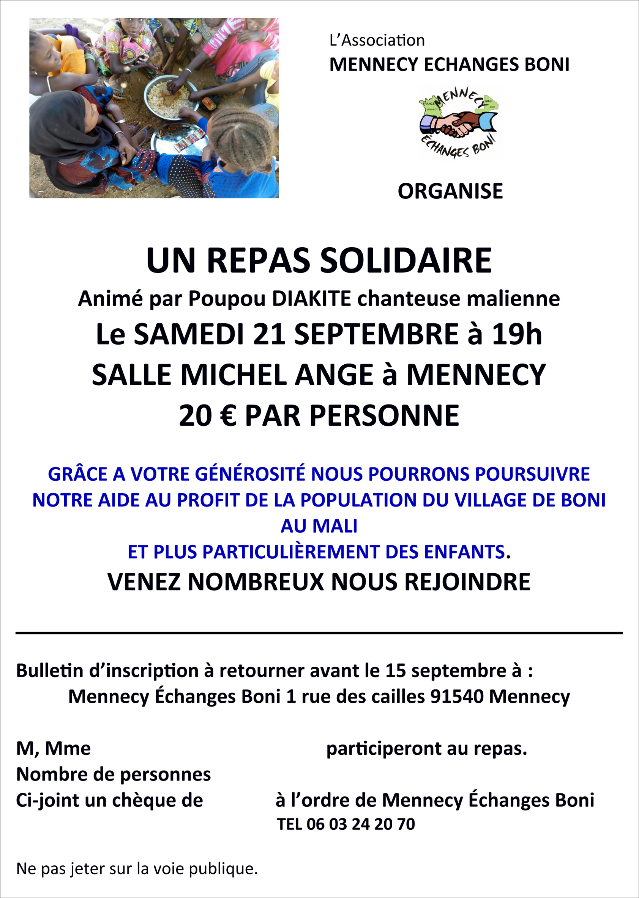 L'Association
MENNECY ECHANGES BONI
MENNECY
ÉCHANGES BONI
ORGANISE
UN REPAS SOLIDAIRE
Animé par Poupou DIAKITE chanteuse malienne
Le SAMEDI 21 SEPTEMBRE à 19h
SALLE MICHEL ANGE à MENNECY
20 € PAR PERSONNE
GRÂCE A VOTRE GÉNÉROSITÉ NOUS POURRONS POURSUIVRE
NOTRE AIDE AU PROFIT DE LA POPULATION DU VILLAGE DE BONI
AU MALI
ET PLUS PARTICULIÈREMENT DES ENFANTS.
VENEZ NOMBREUX NOUS REJOINDRE
Bulletin d'inscription à retourner avant le 15 septembre à :
Mennecy Échanges Boni 1 rue des cailles 91540 Mennecy
M, Mme participeront au repas.
Nombre de personnes
Ci-joint un chèque de à l'ordre de Mennecy Échanges Boni
TEL 06 03 24 20 70
Ne pas jeter sur la voie publique.